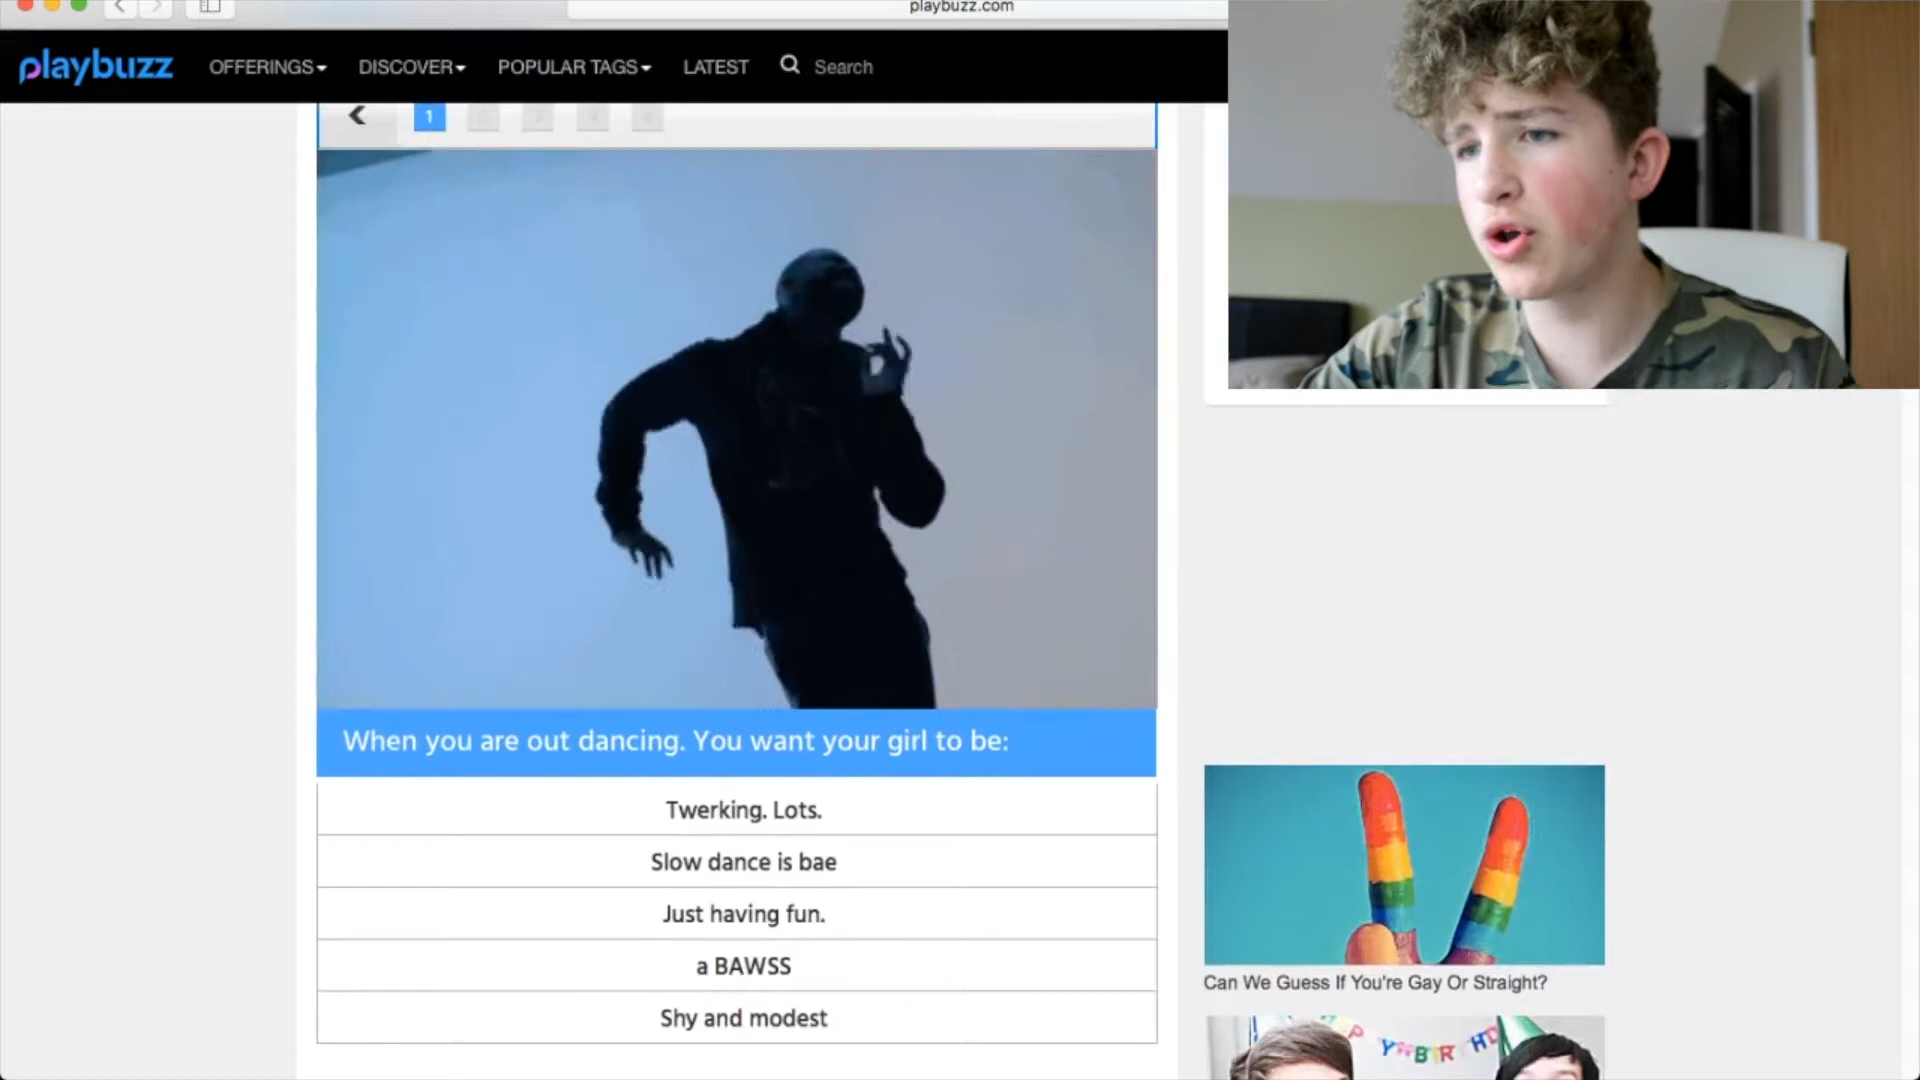 playbuzz.com
playbuzz OFFERINGS DISCOVER POPULAR TAGS LATEST Search
1
When you are out dancing. You want your girl to be:
Twerking. Lots.
Slow dance is bae
Just having fun.
a BAWSS
Shy and modest
Can We Guess If You're Gay Or Straight?